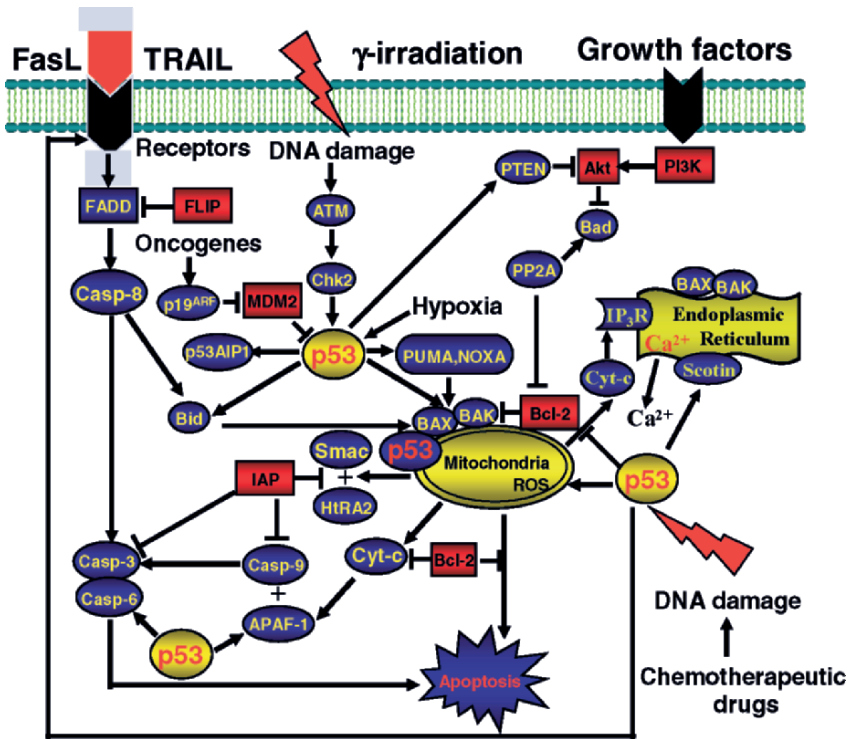 FasL TRAIL γ-irradiation Growth factors
Receptors
DNA damage
PTEN
Akt
PI3K
FADD
FLIP
ATM
Bad
Oncogenes
PP2A
Chk2
BAX BAK
Casp-8
p19ARF
MDM2
Hypoxia
IP3R
Endoplasmic
Reticulum
Ca2+
p53AIP1
p53
PUMA,NOXA
Scotin
Cyt-c
Bid
BAX
BAK
Bcl-2
Ca2+
p53
Smac
+
HtRA2
Mitochondria
ROS
p53
IAP
Casp-3
Casp-9
Cyt-c
Bcl-2
Casp-6
+
APAF-1
DNA damage
p53
Apoptosis
Chemotherapeutic
drugs